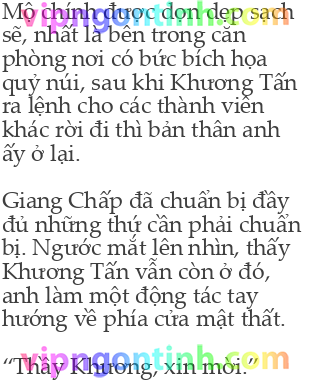 Mộ chính được dọn dẹp sạch
vipngontinh.com
sẽ, nhất là bên trong căn
phòng nơi có bức bích họa
quỷ núi, sau khi Khương Tấn
ra lệnh cho các thành viên
khác rời đi thì bản thân anh
ấy ở lại.
Giang Chấp đã chuẩn bị đầy
đủ những thứ cần phải chuẩn
bị. Ngước mắt lên nhìn, thấy
Khương Tấn vẫn còn ở đó,
anh làm một động tác tay
hướng về phía cửa mật thất.
“Thầy Khương, xin mời.”
vipngontinh.com